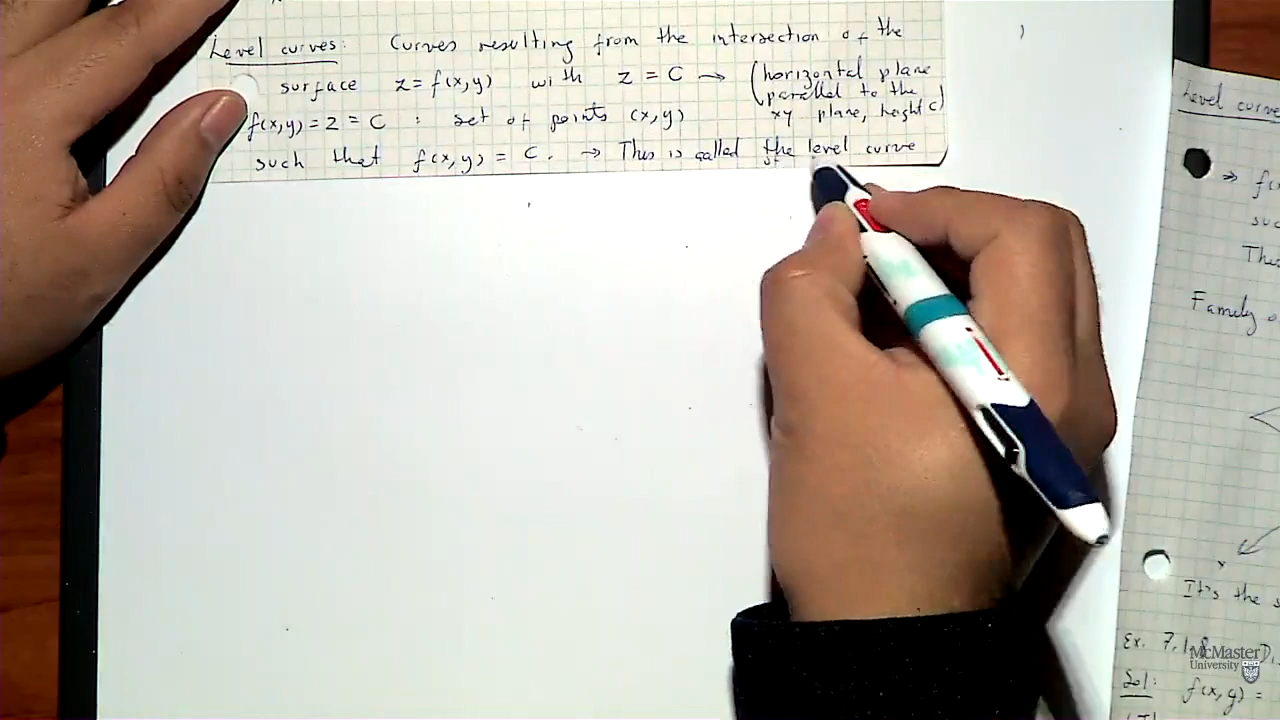 Level curves: Curves resulting from the intersection of the
surface z = f(x,y) with z = C → (horizontal plane
parallel to the
f(x,y) = z = C : set of points (x,y) xy plane, height C)
such that f(x,y) = C. → This is called the level curve
of
Level curve
⇒ f(x
suc
This
Family o
It's the s
Ex. 7.1.
Sol: f(x,y) =
McMaster
University